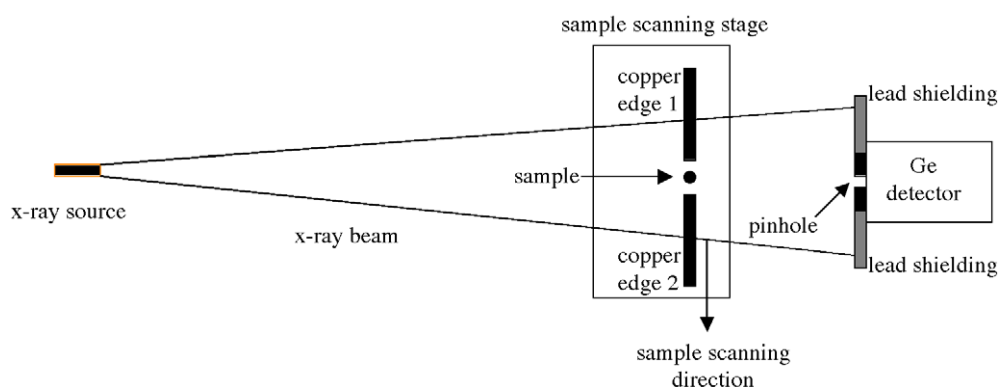 sample scanning stage
copper
edge 1
lead shielding
Ge
detector
sample
x-ray source
pinhole
x-ray beam
copper
edge 2
lead shielding
sample scanning
direction